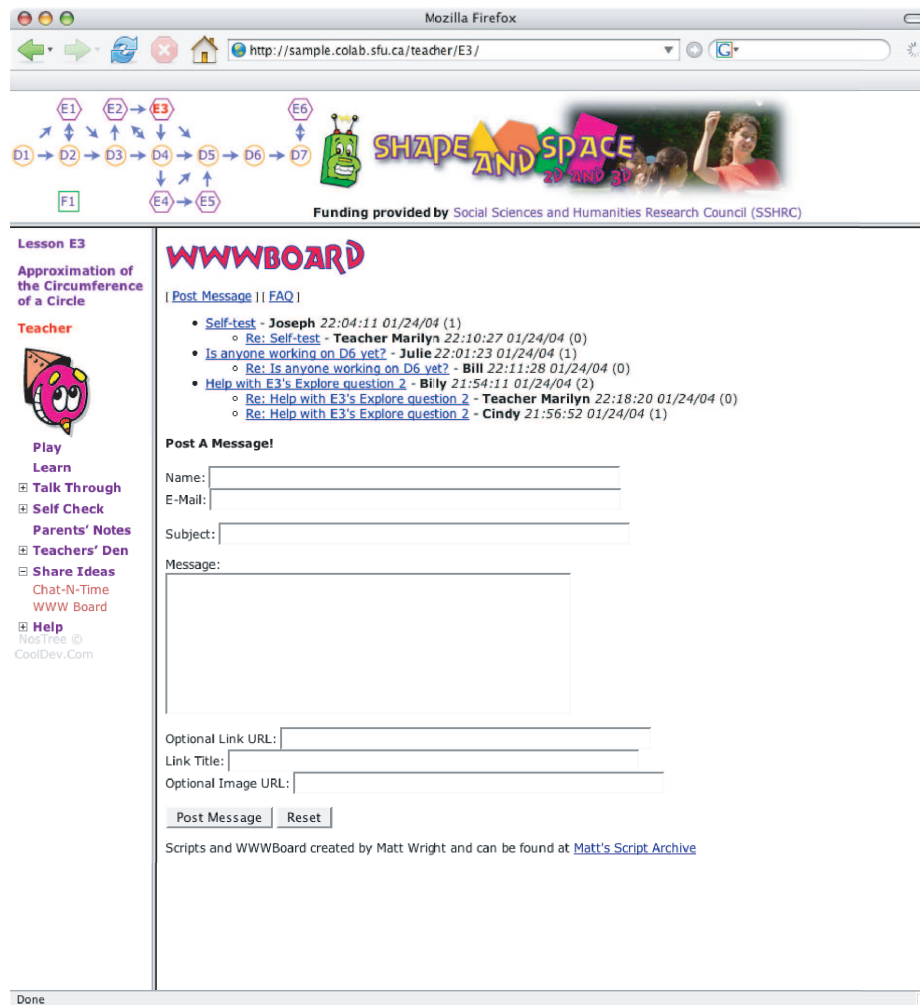 Mozilla Firefox
http://sample.colab.sfu.ca/teacher/E3/
G
E1 E2 E3 E6
D1 D2 D3 D4 D5 D6 D7
F1 E4 E5
SHAPE AND SPACE
2D AND 3D
Funding provided by Social Sciences and Humanities Research Council (SSHRC)
Lesson E3
Approximation of
the Circumference
of a Circle
Teacher
Play
Learn
Talk Through
Self Check
Parents' Notes
Teachers' Den
Share Ideas
Chat-N-Time
WWW Board
Help
NosTree ©
CoolDev.Com
WWWBOARD
[ Post Message ] [ FAQ ]
Self-test - Joseph 22:04:11 01/24/04 (1)
Re: Self-test - Teacher Marilyn 22:10:27 01/24/04 (0)
Is anyone working on D6 yet? - Julie 22:01:23 01/24/04 (1)
Re: Is anyone working on D6 yet? - Bill 22:11:28 01/24/04 (0)
Help with E3's Explore question 2 - Billy 21:54:11 01/24/04 (2)
Re: Help with E3's Explore question 2 - Teacher Marilyn 22:18:20 01/24/04 (0)
Re: Help with E3's Explore question 2 - Cindy 21:56:52 01/24/04 (1)
Post A Message!
Name:
E-Mail:
Subject:
Message:
Optional Link URL:
Link Title:
Optional Image URL:
Post Message Reset
Scripts and WWWBoard created by Matt Wright and can be found at Matt's Script Archive
Done